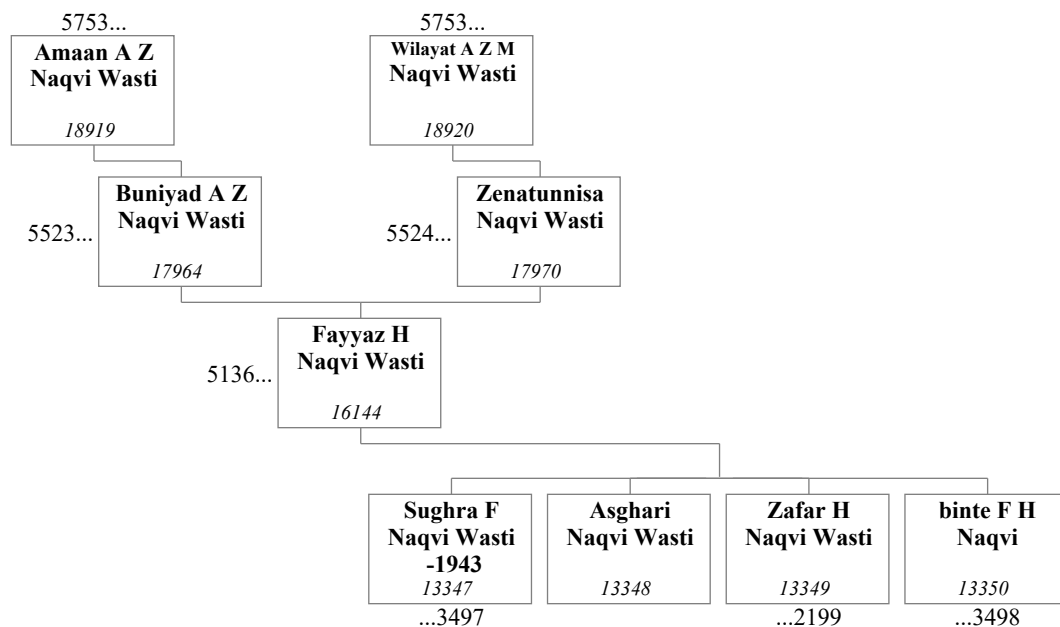 5753...
Amaan A Z
Naqvi Wasti
18919
5753...
Wilayat A Z M
Naqvi Wasti
18920
5523...
Buniyad A Z
Naqvi Wasti
17964
5524...
Zenatunnisa
Naqvi Wasti
17970
5136...
Fayyaz H
Naqvi Wasti
16144
Sughra F
Naqvi Wasti
-1943
13347
...3497
Asghari
Naqvi Wasti
13348
Zafar H
Naqvi Wasti
13349
...2199
binte F H
Naqvi
13350
...3498